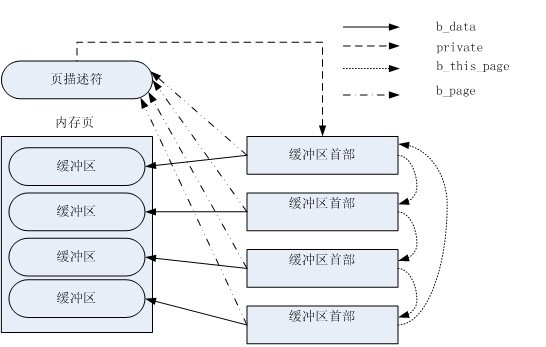 b_data
private
b_this_page
b_page
页描述符
内存页
缓冲区
缓冲区
缓冲区
缓冲区
缓冲区首部
缓冲区首部
缓冲区首部
缓冲区首部